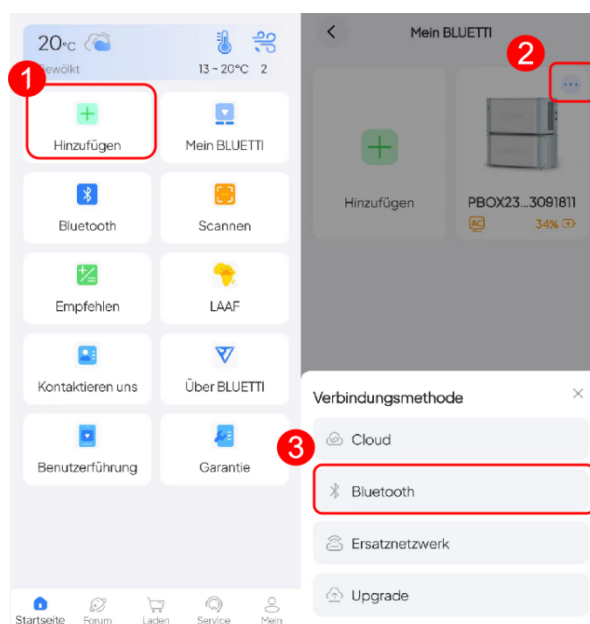 20°C
Gewölkt
13 ~ 20°C 2
1
Hinzufügen
Mein BLUETTI
Bluetooth
Scannen
Empfehlen
LAAF
Kontaktieren uns
Über BLUETTI
Benutzerführung
Garantie
Startseite
Forum
Laden
Service
Mein
Mein BLUETTI
2
Hinzufügen
PBOX23...3091811
AC
34%
Verbindungsmethode
3
Cloud
Bluetooth
Ersatznetzwerk
Upgrade